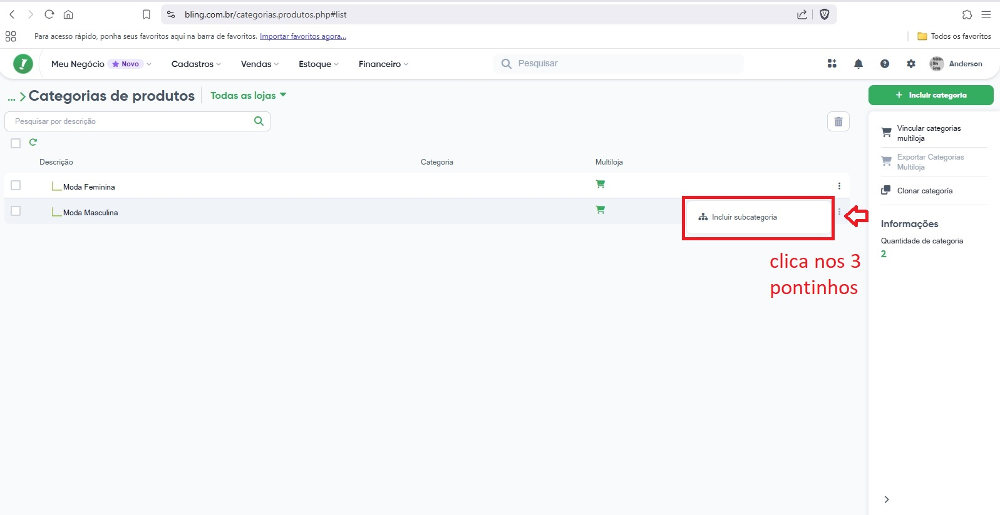 bling.com.br/categorias.produtos.php#list
Para acesso rápido, ponha seus favoritos aqui na barra de favoritos. Importar favoritos agora...
Todos os favoritos
Meu Negócio Novo Cadastros Vendas Estoque Financeiro Pesquisar Anderson
... Categorias de produtos Todas as lojas
+ Incluir categoria
Pesquisar por descrição
Vincular categorias
multiloja
Exportar Categorias
Multiloja
Clonar categoría
Informações
Quantidade de categoria
2
Descrição Categoria Multiloja
Moda Feminina
Moda Masculina
Incluir subcategoria
clica nos 3
pontinhos